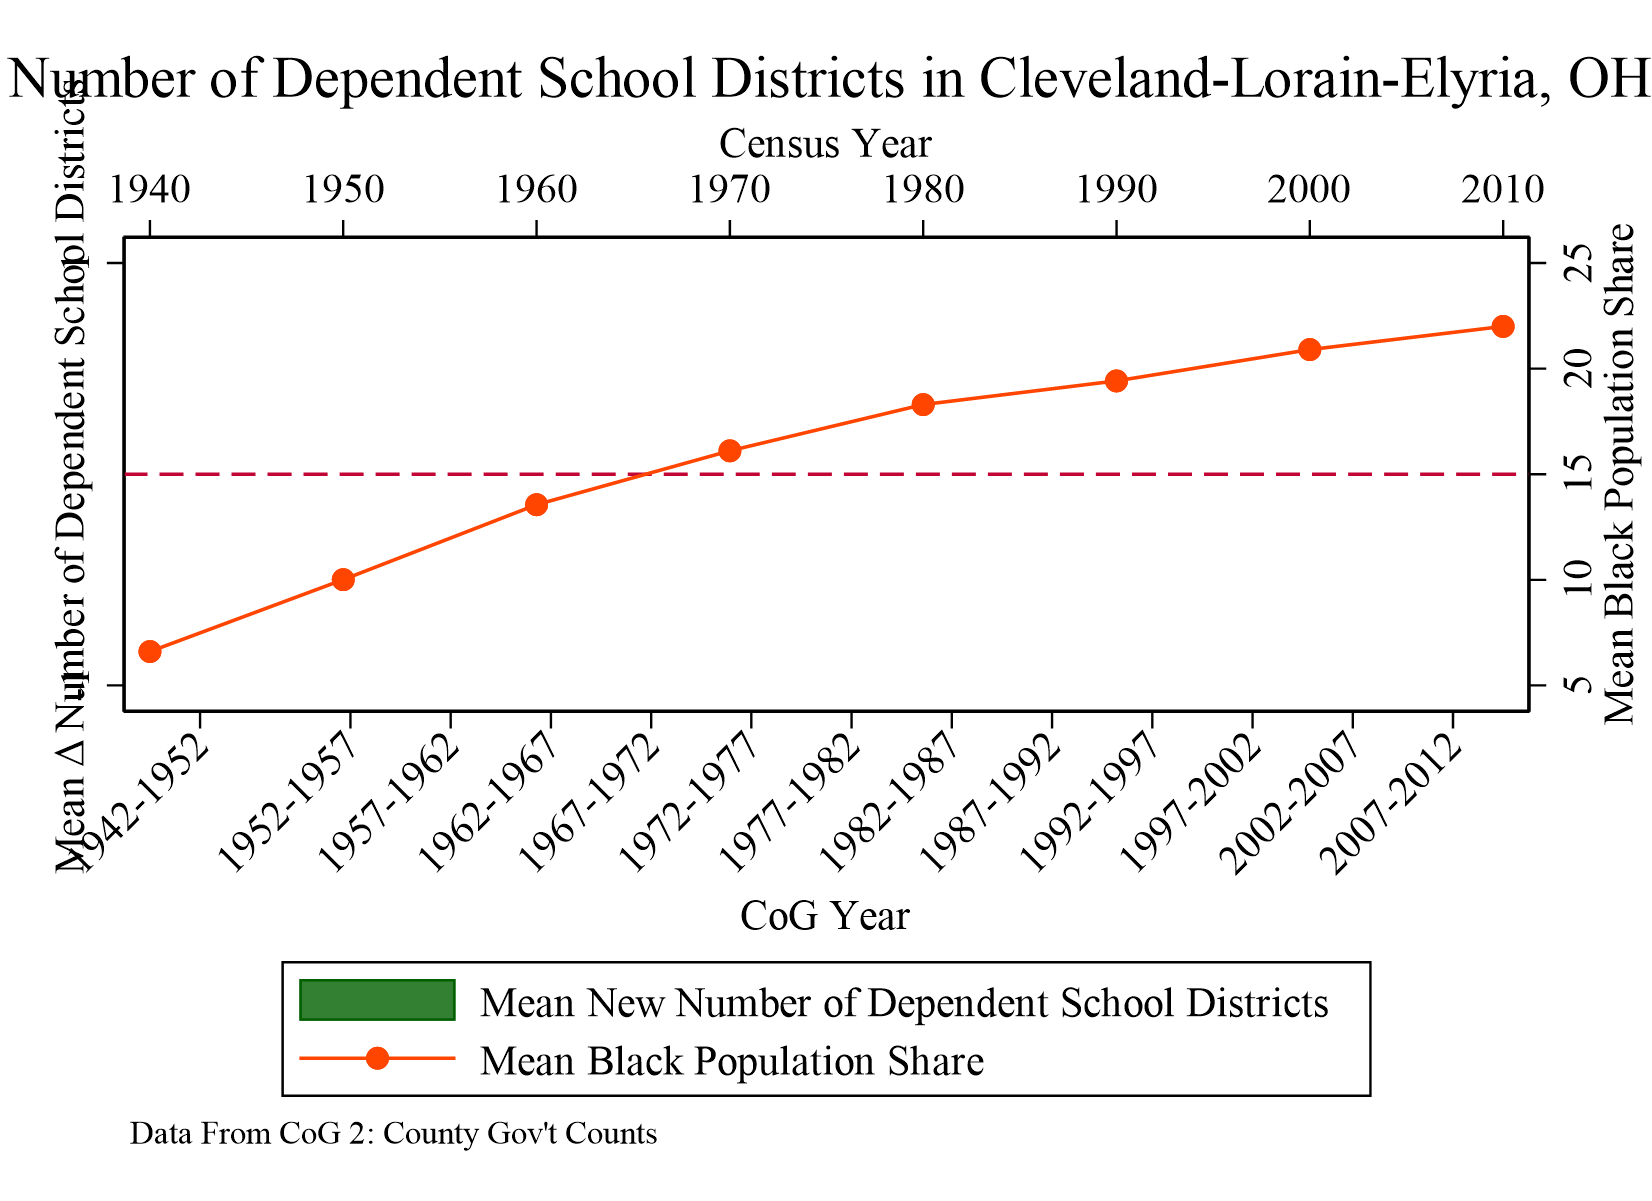 Number of Dependent School Districts in Cleveland-Lorain-Elyria, OH
Census Year
1940 1950 1960 1970 1980 1990 2000 2010
Mean Δ Number of Dependent School Districts
25
20
15
10
5
Mean Black Population Share
1942-1952 1952-1957 1957-1962 1962-1967 1967-1972 1972-1977 1977-1982 1982-1987 1987-1992 1992-1997 1997-2002 2002-2007 2007-2012
CoG Year
Mean New Number of Dependent School Districts
Mean Black Population Share
Data From CoG 2: County Gov't Counts